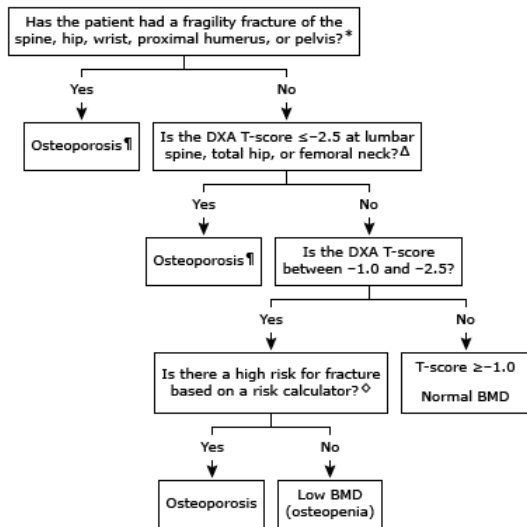 Has the patient had a fragility fracture of the
spine, hip, wrist, proximal humerus, or pelvis?*
Yes
No
Osteoporosis¶
Is the DXA T-score ≤−2.5 at lumbar
spine, total hip, or femoral neck?Δ
Yes
No
Osteoporosis¶
Is the DXA T-score
between −1.0 and −2.5?
Yes
No
Is there a high risk for fracture
based on a risk calculator?◇
T-score ≥−1.0
Normal BMD
Yes
No
Osteoporosis
Low BMD
(osteopenia)